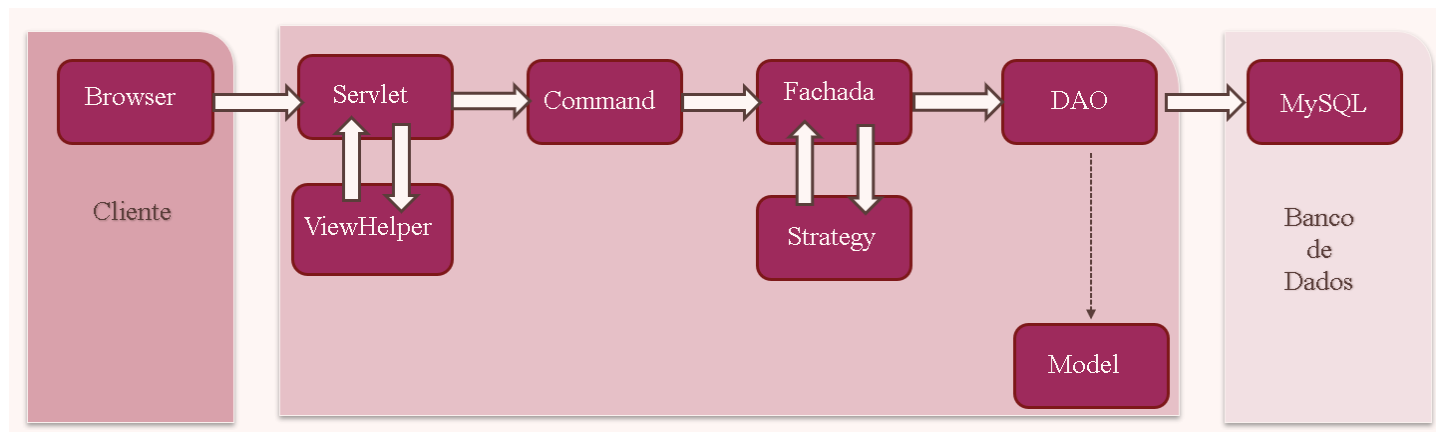 Browser
Servlet
Command
Fachada
DAO
MySQL
Cliente
ViewHelper
Strategy
Banco
de
Dados
Model